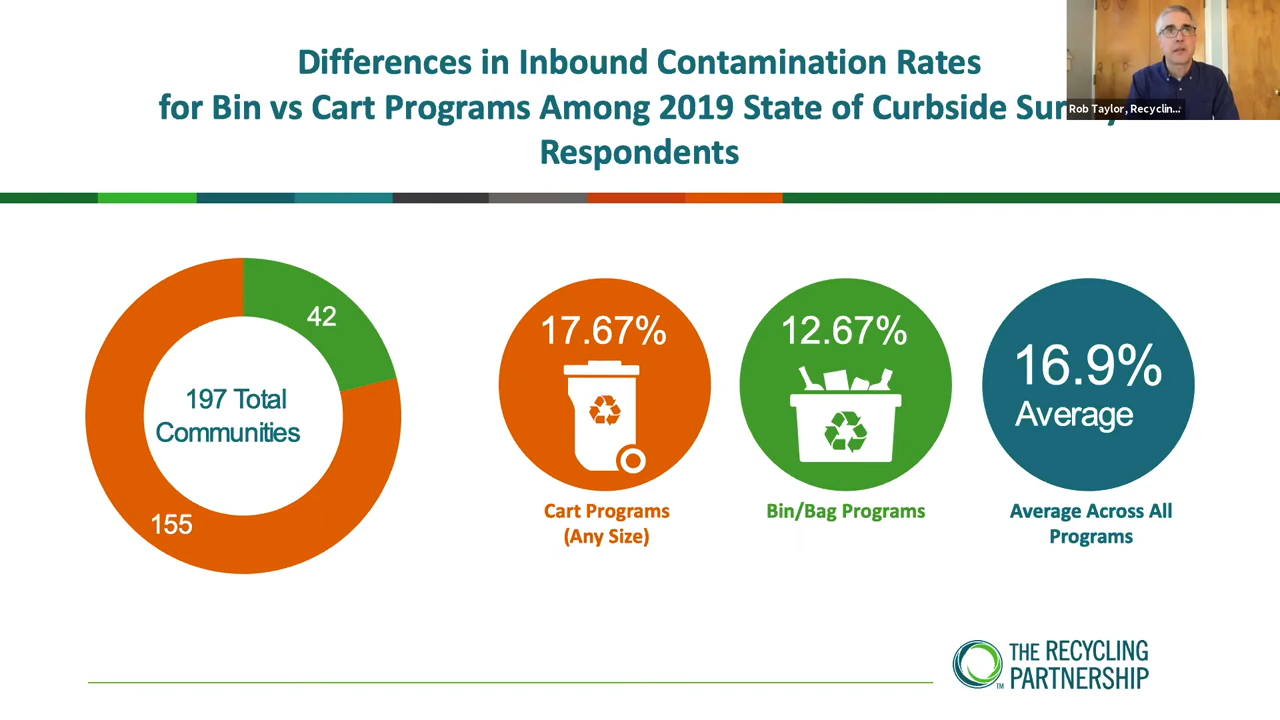 Differences in Inbound Contamination Rates
for Bin vs Cart Programs Among 2019 State of Curbside
Respondents
Rob Taylor, Recyclin...
42
197 Total
Communities
155
17.67%
Cart Programs
(Any Size)
12.67%
Bin/Bag Programs
16.9%
Average
Average Across All
Programs
THE RECYCLING
PARTNERSHIP
TM